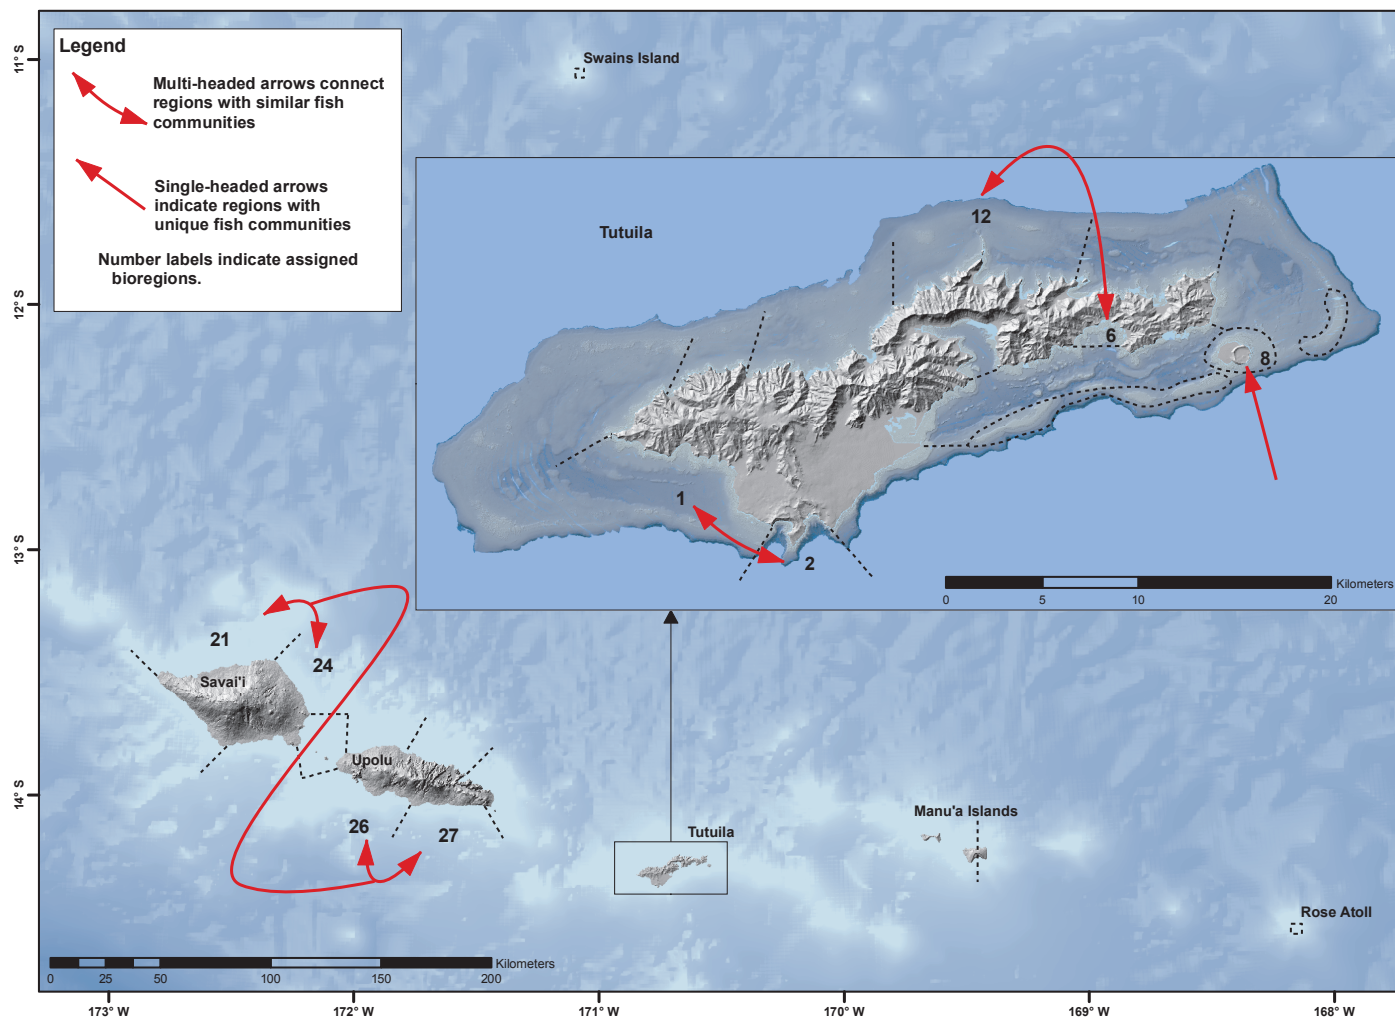 Legend
Multi-headed arrows connect
regions with similar fish
communities
Single-headed arrows
indicate regions with
unique fish communities
Number labels indicate assigned
bioregions.
Swains Island
Tutuila
12
6
8
1
2
Kilometers
0 5 10 20
21
24
Savai'i
Upolu
26
27
Tutuila
Manu'a Islands
Rose Atoll
Kilometers
0 25 50 100 150 200
11° S
12° S
13° S
14° S
173° W 172° W 171° W 170° W 169° W 168° W